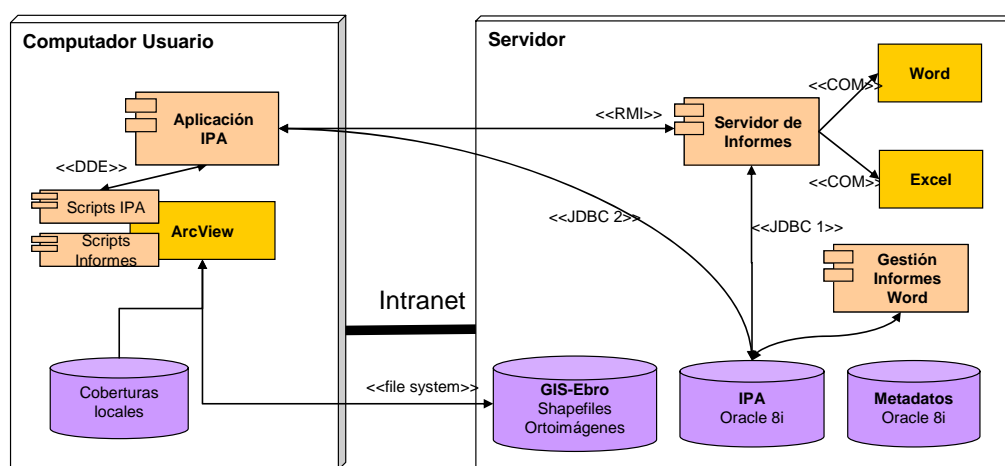 Computador Usuario
Aplicación
IPA
<<DDE>>
Scripts IPA
ArcView
Scripts
Informes
Coberturas
locales
Intranet
<<RMI>>
<<JDBC 2>>
<<file system>>
Servidor
Servidor de
Informes
<<COM>>
Word
<<COM>>
Excel
<<JDBC 1>>
Gestión
Informes
Word
GIS-Ebro
Shapefiles
Ortoimágenes
IPA
Oracle 8i
Metadatos
Oracle 8i